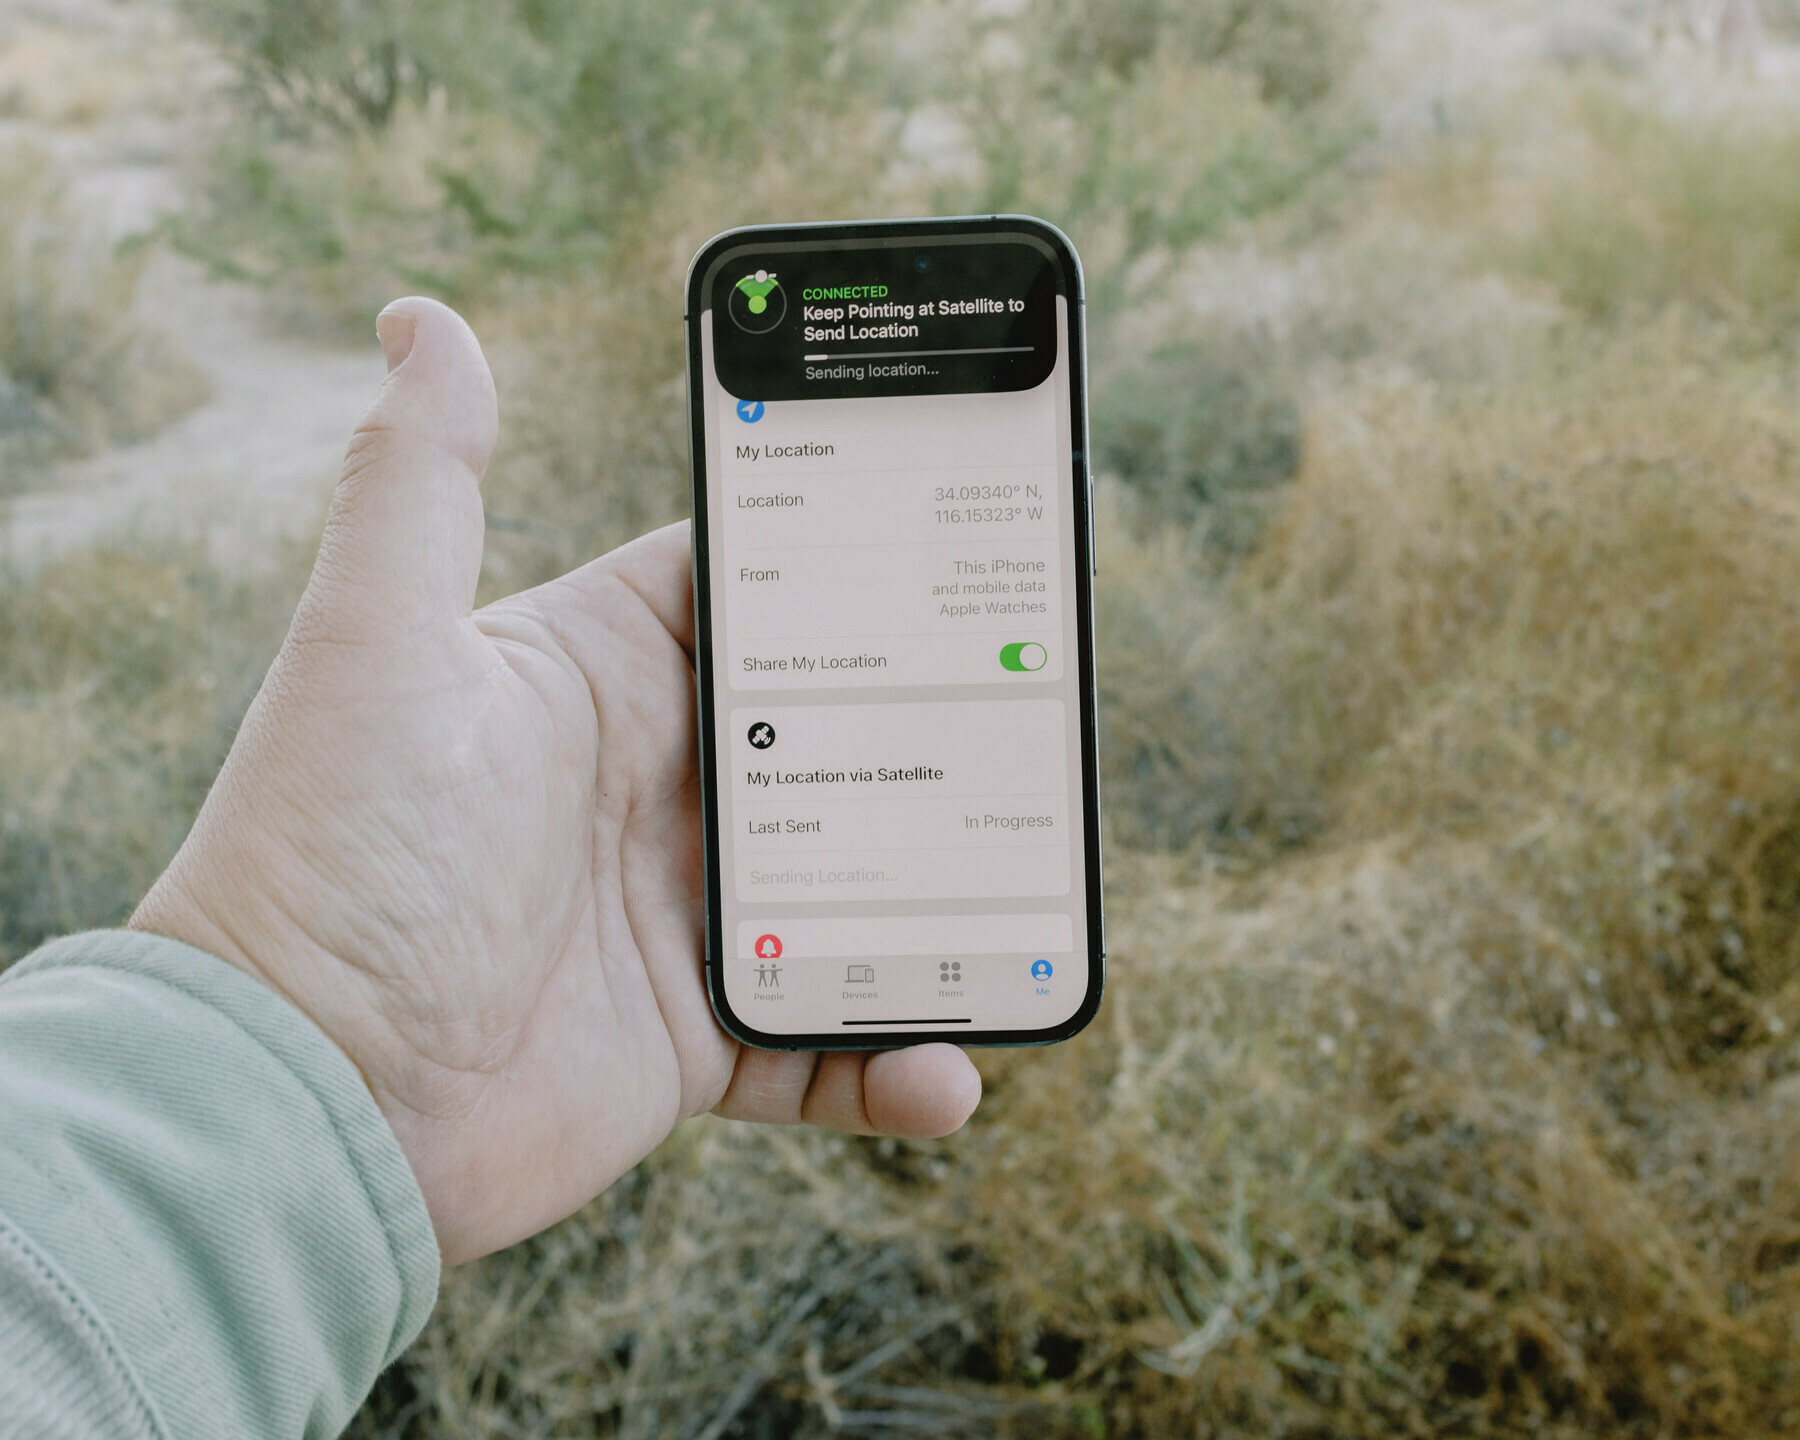 CONNECTED
Keep Pointing at Satellite to
Send Location
Sending location...
My Location
Location
34.09340° N,
116.15323° W
From
This iPhone
and mobile data
Apple Watches
Share My Location
My Location via Satellite
Last Sent
In Progress
Sending Location...
People
Devices
Items
Me